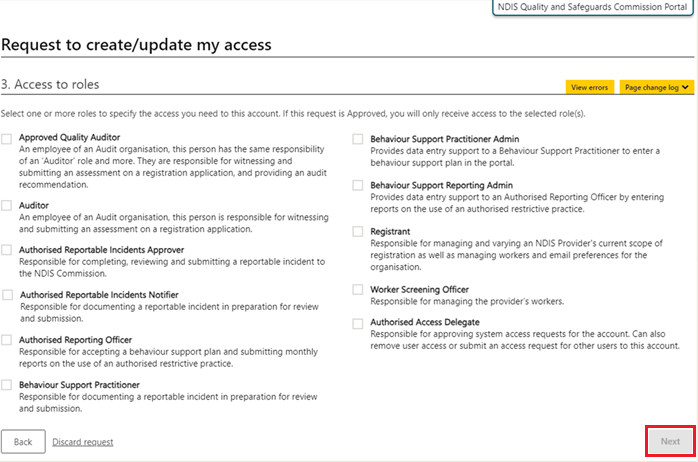 NDIS Quality and Safeguards Commission Portal
Request to create/update my access
3. Access to roles
View errors
Page change log
Select one or more roles to specify the access you need to this account. If this request is Approved, you will only receive access to the selected role(s).
Approved Quality Auditor
An employee of an Audit organisation, this person has the same responsibility
of an 'Auditor' role and more. They are responsible for witnessing and
submitting an assessment on a registration application, and providing an audit
recommendation.
Auditor
An employee of an Audit organisation, this person is responsible for witnessing
and submitting an assessment on a registration application.
Authorised Reportable Incidents Approver
Responsible for completing, reviewing and submitting a reportable incident to
the NDIS Commission.
Authorised Reportable Incidents Notifier
Responsible for documenting a reportable incident in preparation for review
and submission.
Authorised Reporting Officer
Responsible for accepting a behaviour support plan and submitting monthly
reports on the use of an authorised restrictive practice.
Behaviour Support Practitioner
Responsible for documenting a reportable incident in preparation for review
and submission.
Behaviour Support Practitioner Admin
Provides data entry support to a Behaviour Support Practitioner to enter a
behaviour support plan in the portal.
Behaviour Support Reporting Admin
Provides data entry support to an Authorised Reporting Officer by entering
reports on the use of an authorised restrictive practice.
Registrant
Responsible for managing and varying an NDIS Provider's current scope of
registration as well as managing workers and email preferences for the
organisation.
Worker Screening Officer
Responsible for managing the provider's workers.
Authorised Access Delegate
Responsible for approving system access requests for the account. Can also
remove user access or submit an access request for other users to this account.
Back
Discard request
Next